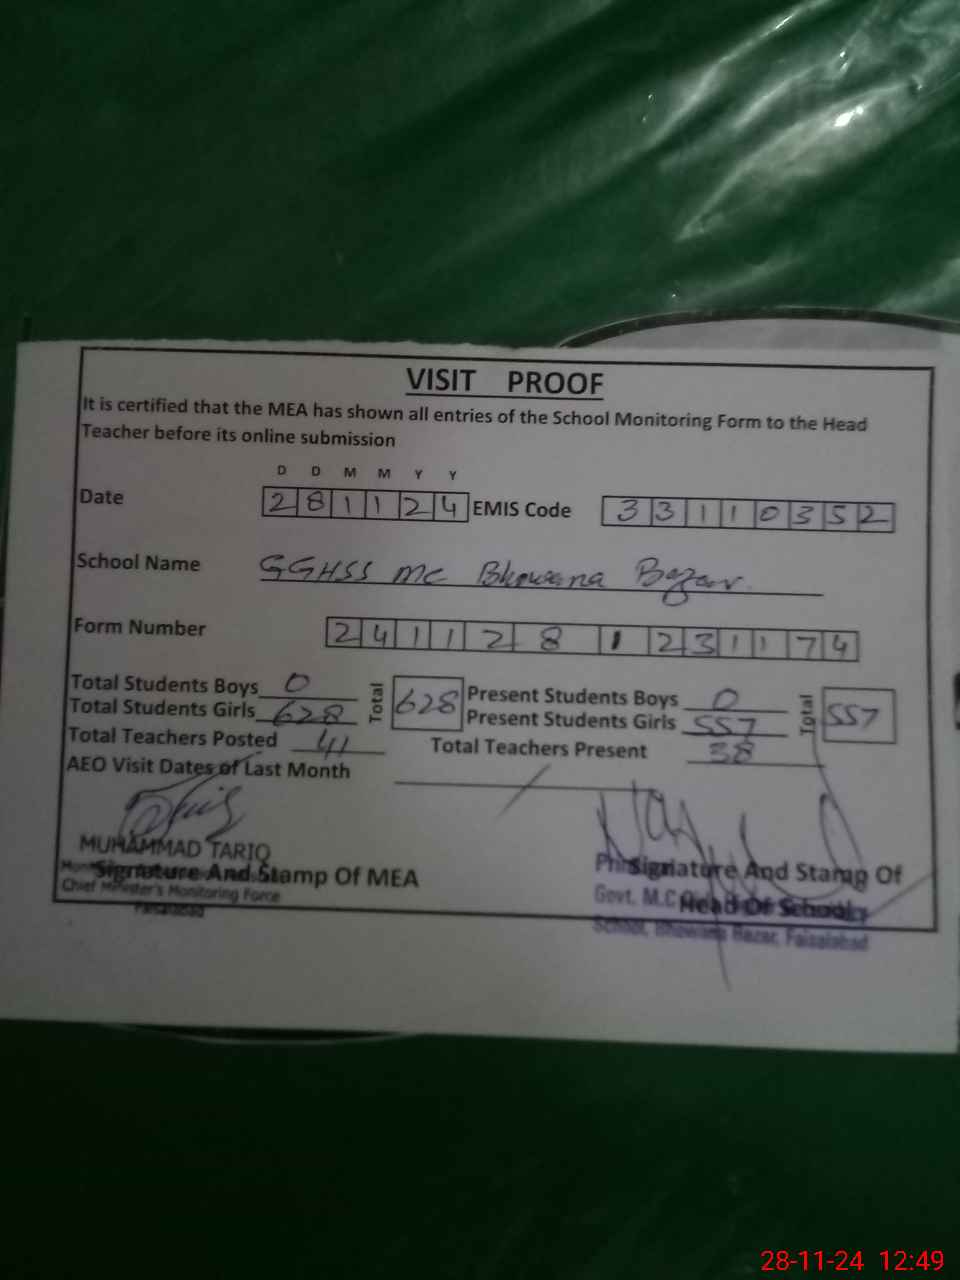 VISIT PROOF
It is certified that the MEA has shown all entries of the School Monitoring Form to the Head
Teacher before its online submission
D D M M Y Y
Date 2 8 1 1 2 4 EMIS Code 3 3 1 1 0 3 5 2
School Name GGHSS MC Bhowana Bazar.
Form Number 2 4 1 1 2 8 1 2 3 1 1 7 4
Total Students Boys 0 Total 628 Present Students Boys 0 Total 557
Total Students Girls 628 Present Students Girls 557
Total Teachers Posted 41 Total Teachers Present 38
AEO Visit Dates of Last Month
MUHAMMAD TARIQ
Signature And Stamp Of MEA Signature And Stamp Of
Chief Minister's Monitoring Force Govt. M.C Head Of School
Faisalabad School, Bhowana Bazar, Faisalabad
28-11-24 12:49